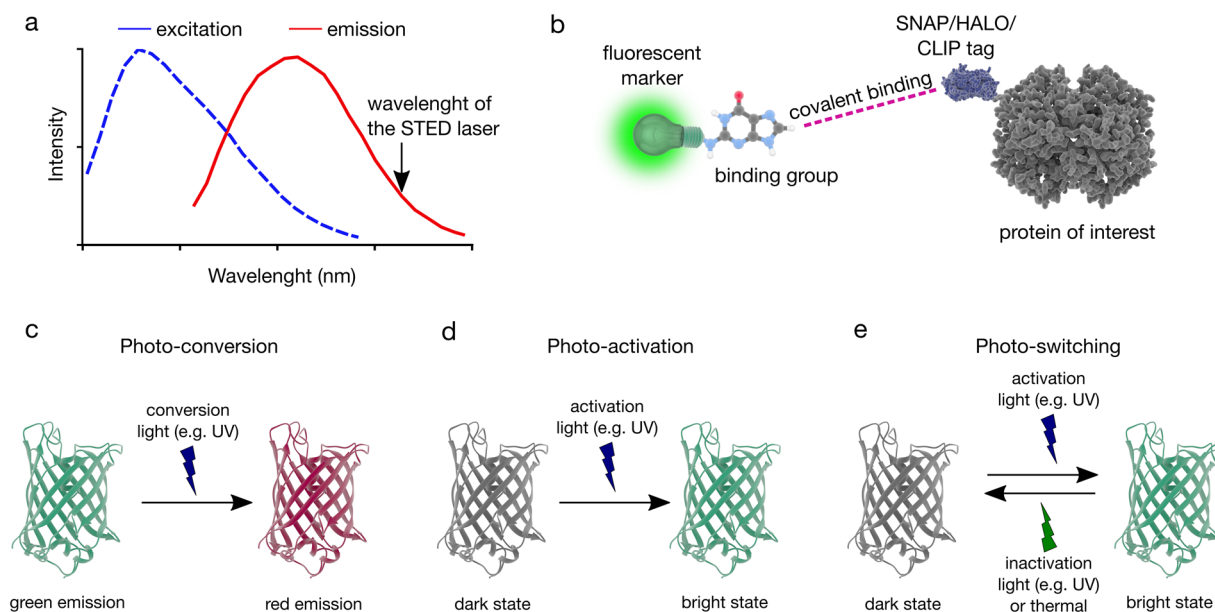 a
excitation
emission
wavelenght of
the STED laser
Intensity
Wavelenght (nm)
b
fluorescent
marker
binding group
covalent binding
SNAP/HALO/
CLIP tag
protein of interest
c
Photo-conversion
conversion
light (e.g. UV)
green emission
red emission
d
Photo-activation
activation
light (e.g. UV)
dark state
bright state
e
Photo-switching
activation
light (e.g. UV)
inactivation
light (e.g. UV)
or thermal
dark state
bright state